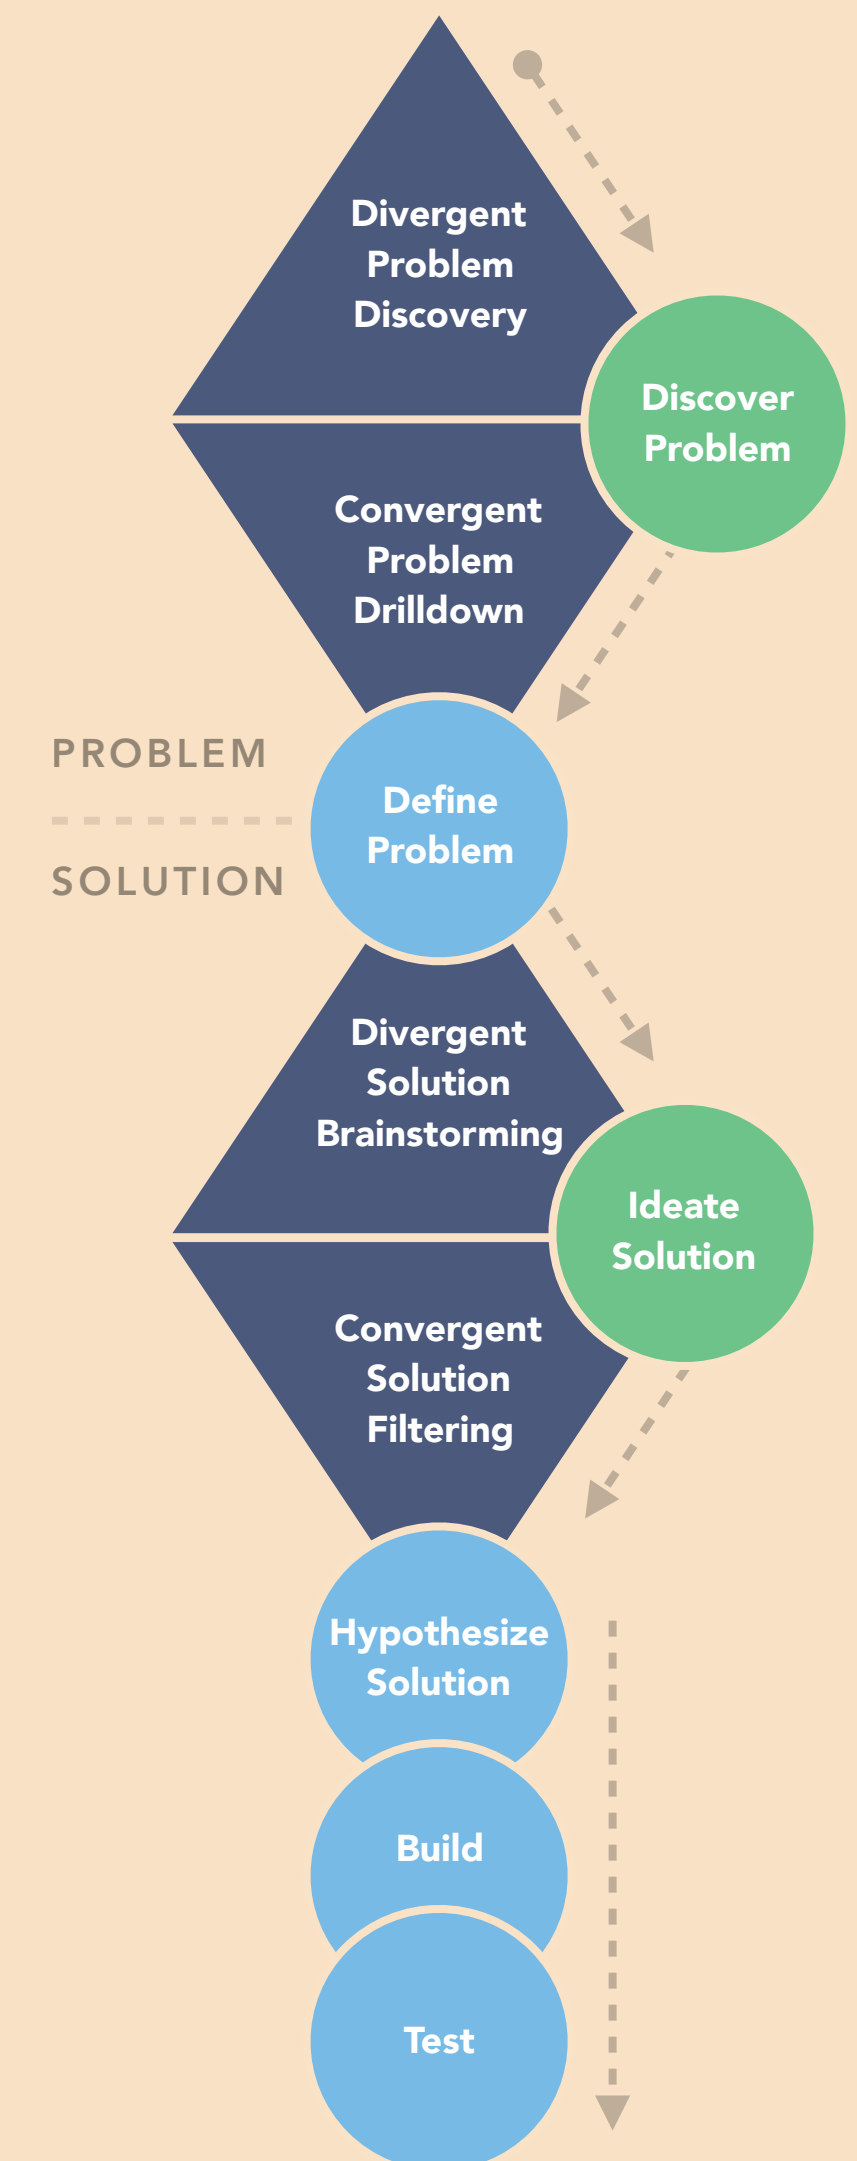 Divergent
Problem
Discovery
Discover
Problem
Convergent
Problem
Drilldown
PROBLEM
SOLUTION
Define
Problem
Divergent
Solution
Brainstorming
Ideate
Solution
Convergent
Solution
Filtering
Hypothesize
Solution
Build
Test